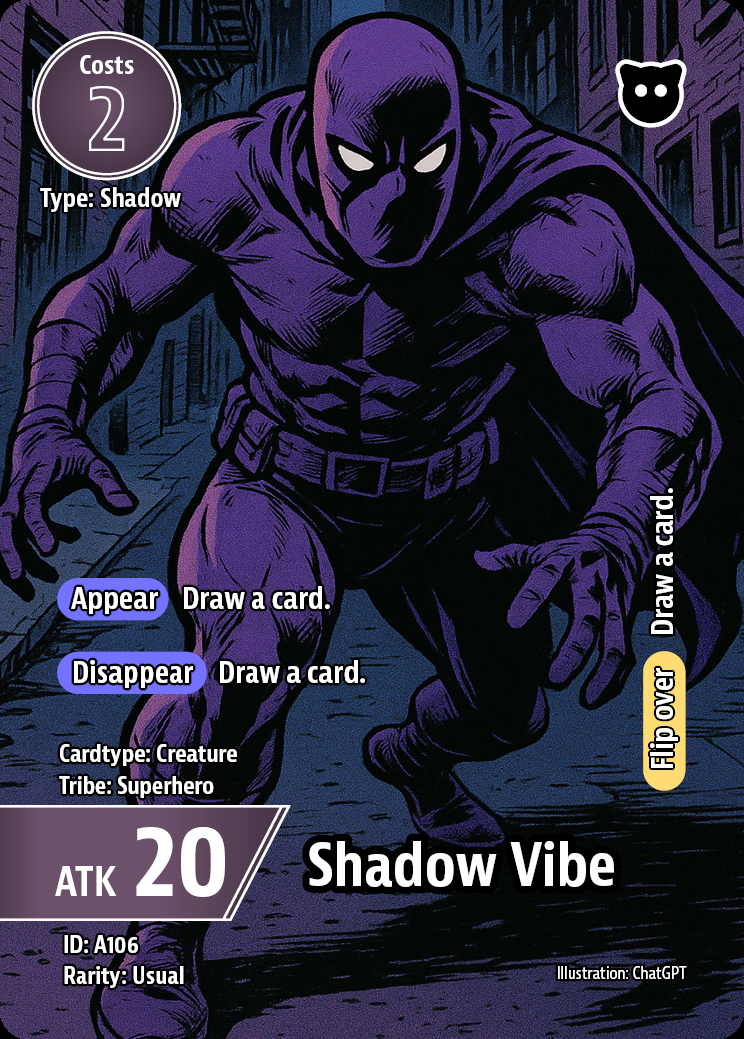 Costs
2
Type: Shadow
Appear Draw a card.
Disappear Draw a card.
Flip over Draw a card.
Cardtype: Creature
Tribe: Superhero
ATK 20
Shadow Vibe
ID: A106
Rarity: Usual
Illustration: ChatGPT